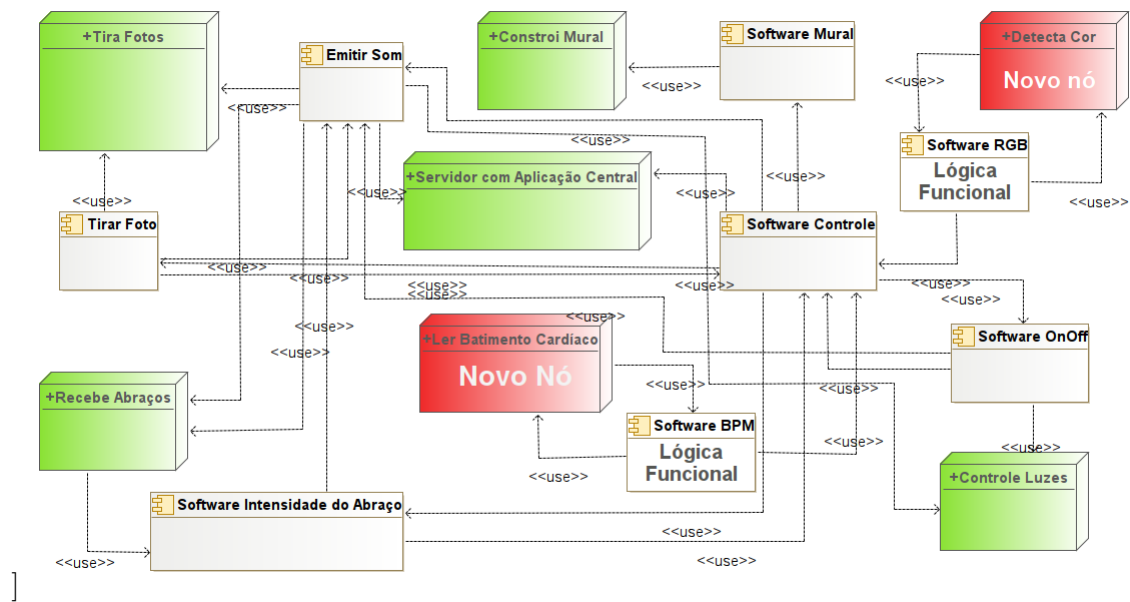 +Tira Fotos
Emitir Som
+Constroi Mural
Software Mural
+Detecta Cor
Novo nó
<<use>>
<<use>>
<<use>>
<<use>>
Software RGB
Lógica
Funcional
+Servidor com Aplicação Central
<<use>>
<<use>>
<<use>>
<<use>>
<<use>>
<<use>>
Tirar Foto
Software Controle
<<use>>
<<use>>
<<use>>
<<use>>
<<use>>
<<use>>
<<use>>
<<use>>
<<use>>
<<use>>
<<use>>
+Ler Batimento Cardíaco
Novo Nó
Software OnOff
<<use>>
<<use>>
+Recebe Abraços
Software BPM
Lógica
Funcional
<<use>>
<<use>>
<<use>>
+Controle Luzes
Software Intensidade do Abraço
<<use>>
<<use>>
]